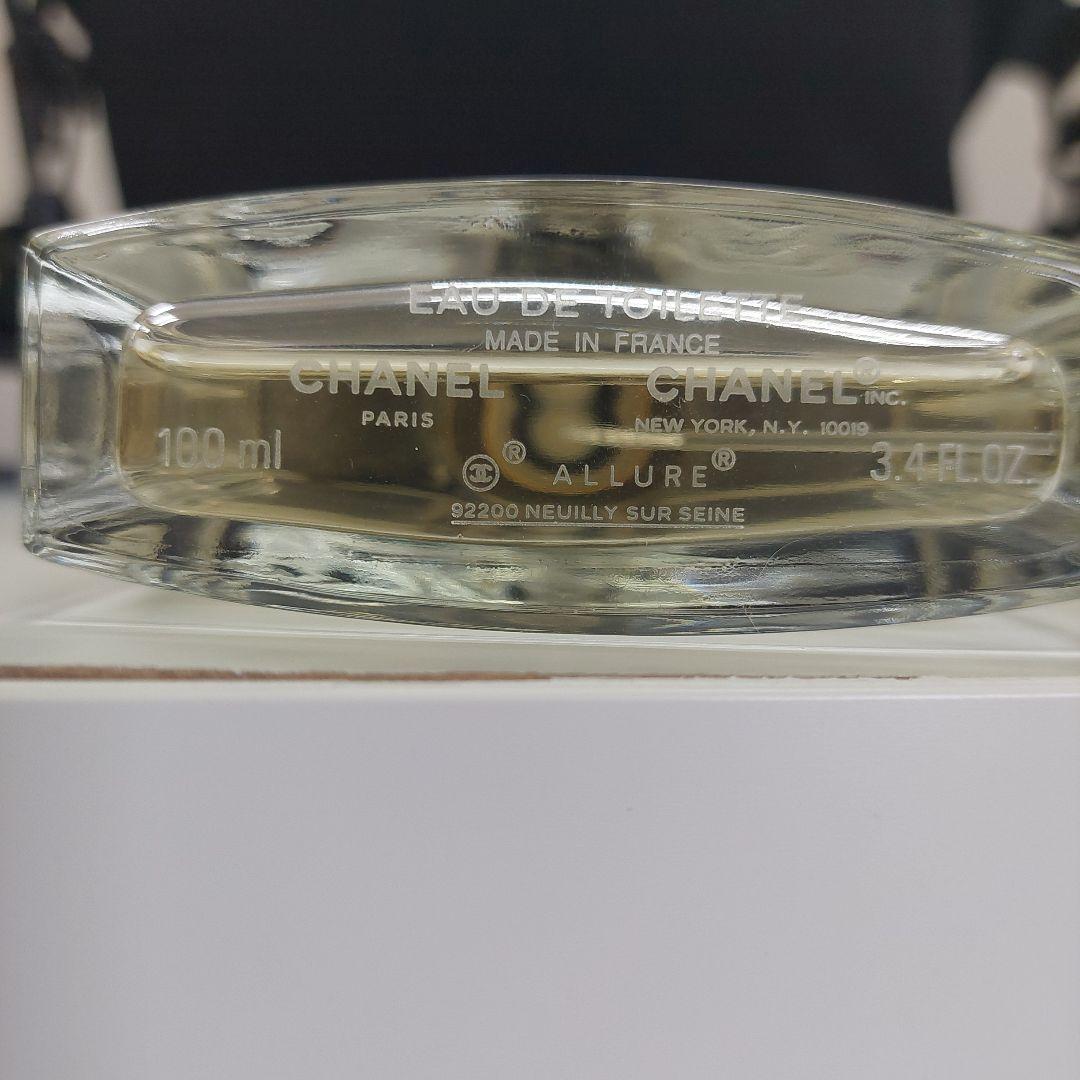 EAU DE TOILETTE
MADE IN FRANCE
CHANEL CHANEL® INC.
PARIS NEW YORK, N.Y. 10019
100 ml ® ALLURE® 3.4 FL.OZ.
92200 NEUILLY SUR SEINE